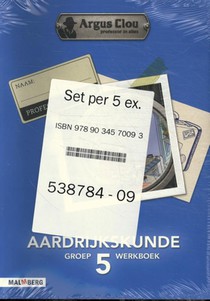 Argus Clou
professor in alles
NAAM:
PROFES
Set per 5 ex.
ISBN 978 90 345 7009 3
538784 - 09
AARDRIJKSKUNDE
GROEP 5 WERKBOEK
MALMBERG